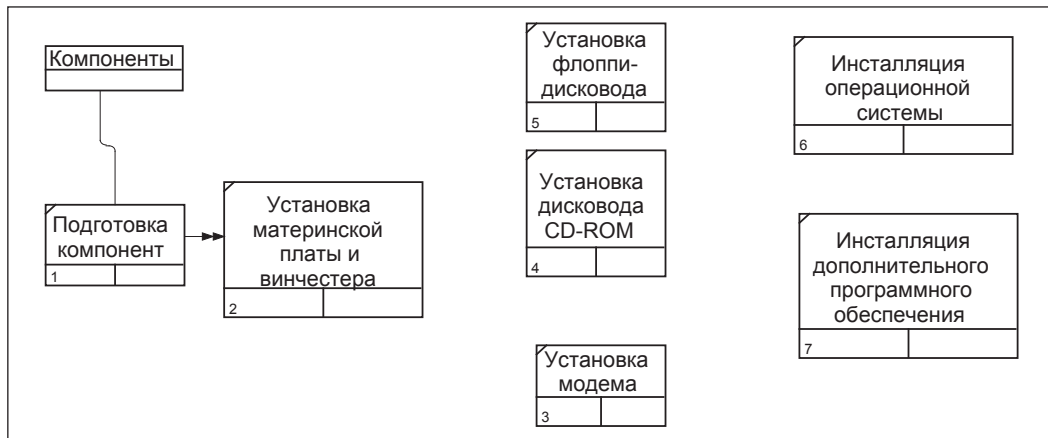 Компоненты
Подготовка
компонент
1
Установка
материнской
платы и
винчестера
2
Установка
флоппи-
дисковода
5
Установка
дисковода
CD-ROM
4
Установка
модема
3
Инсталляция
операционной
системы
6
Инсталляция
дополнительного
программного
обеспечения
7